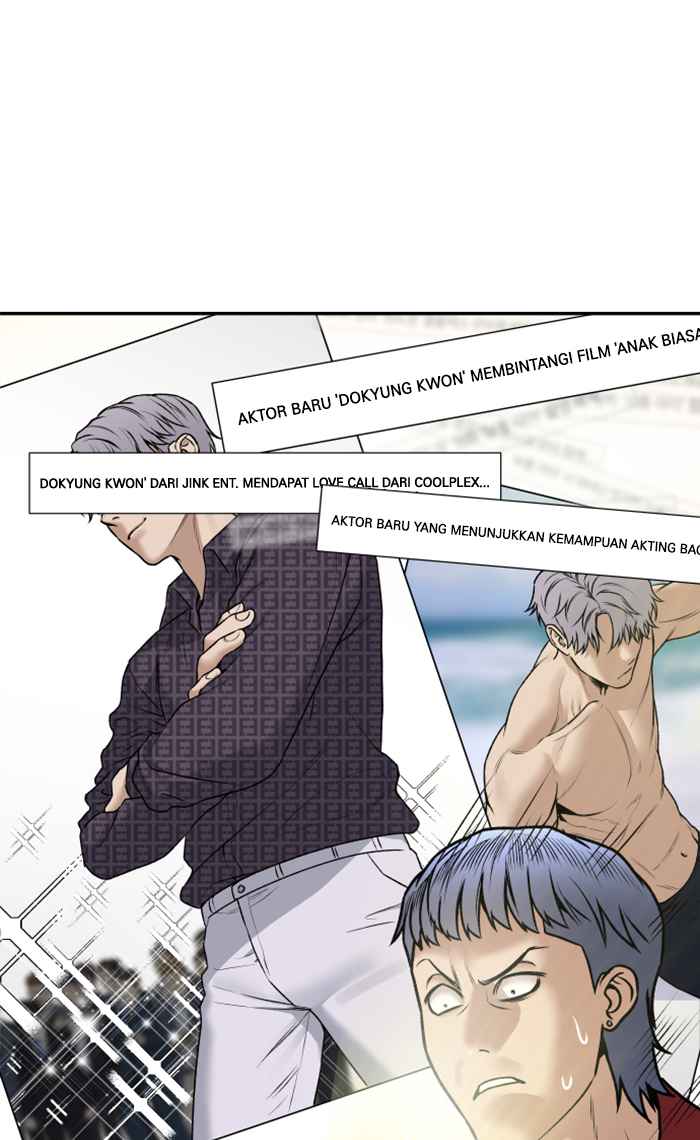 AKTOR BARU 'DOKYUNG KWON' MEMBINTANGI FILM 'ANAK BIASA
DOKYUNG KWON' DARI JINK ENT. MENDAPAT LOVE CALL DARI COOLPLEX...
AKTOR BARU YANG MENUNJUKKAN KEMAMPUAN AKTING BAG